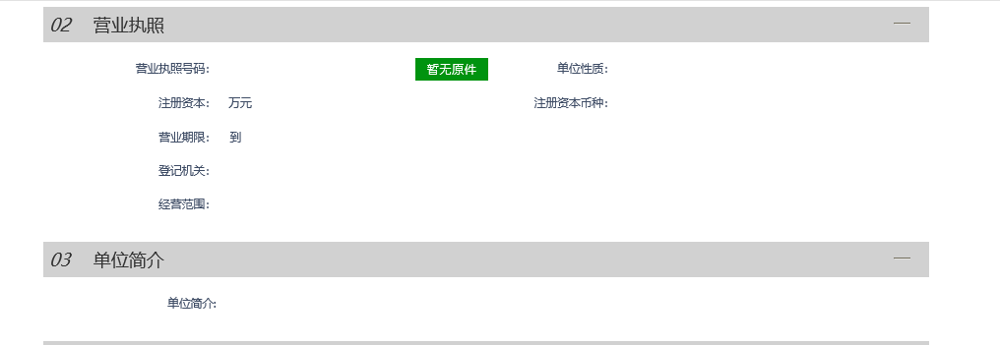 02 营业执照
营业执照号码: 暂无原件 单位性质:
注册资本: 万元 注册资本币种:
营业期限: 到
登记机关:
经营范围:
03 单位简介
单位简介: